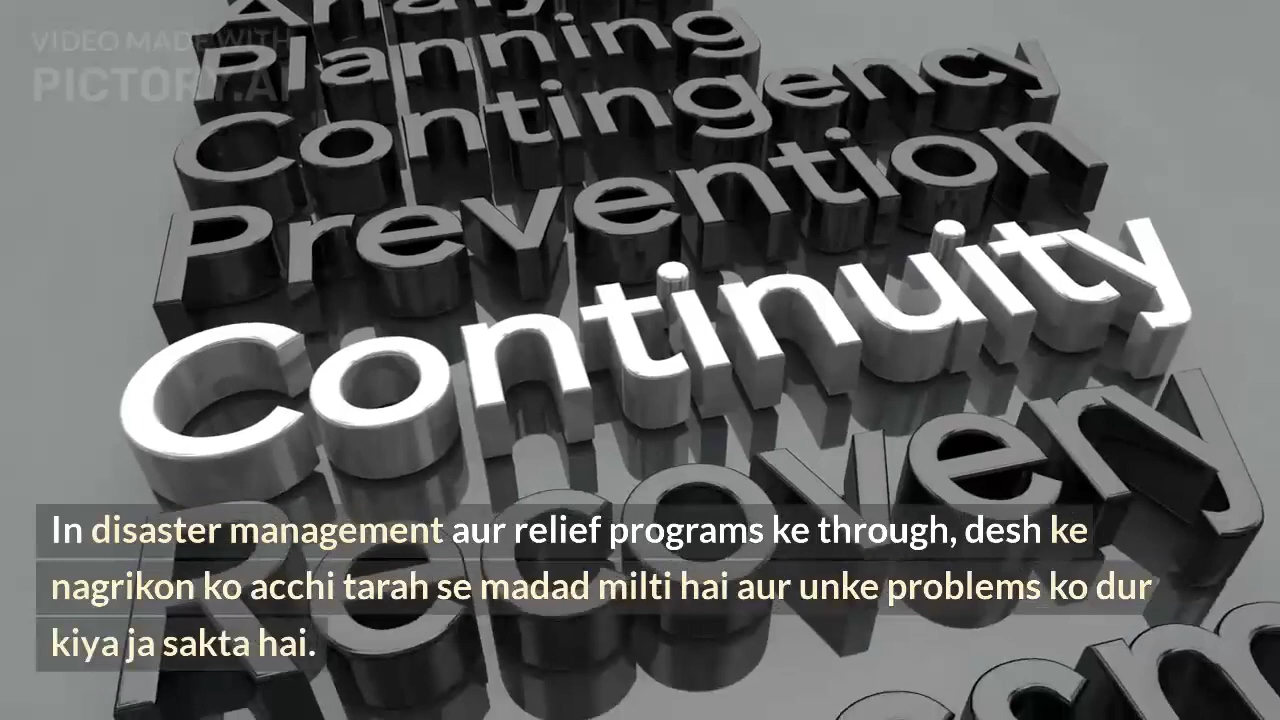 VIDEO MADE WITH
PICTORY.AI
Planning
Contingency
Prevention
Continuity
Recovery
In disaster management aur relief programs ke through, desh ke
nagrikon ko acchi tarah se madad milti hai aur unke problems ko dur
kiya ja sakta hai.